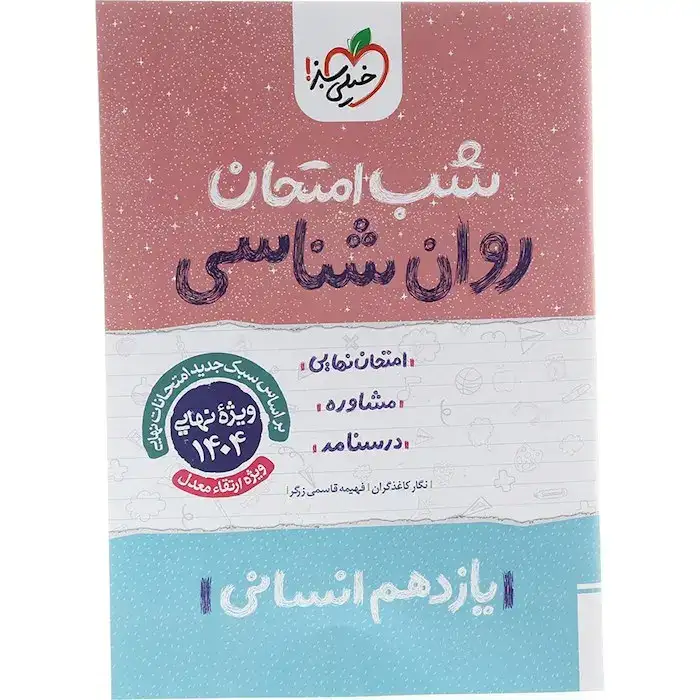 خیلی سبز!
شب امتحان
روان شناسی
امتحان نهایی
مشاوره
درسنامه
| نگار کاغذگران | فهیمه قاسمی زرگر |
بر اساس سبک جدید امتحانات نهایی
ویژهٔ نهایی
۱۴۰۴
ویژه ارتقاء معدل
یازدهم انسانی